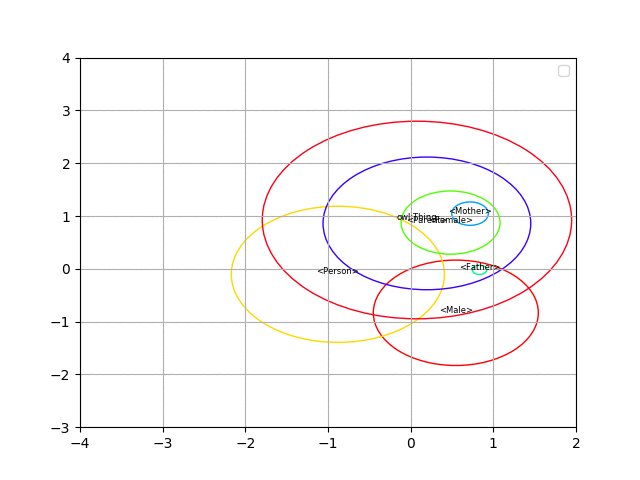 4
3
2
1
0
−1
−2
−3
−4
−3
−2
−1
0
1
2
<Mother>
owl:Thing
<Parent>
<Female>
<Father>
<Person>
<Male>